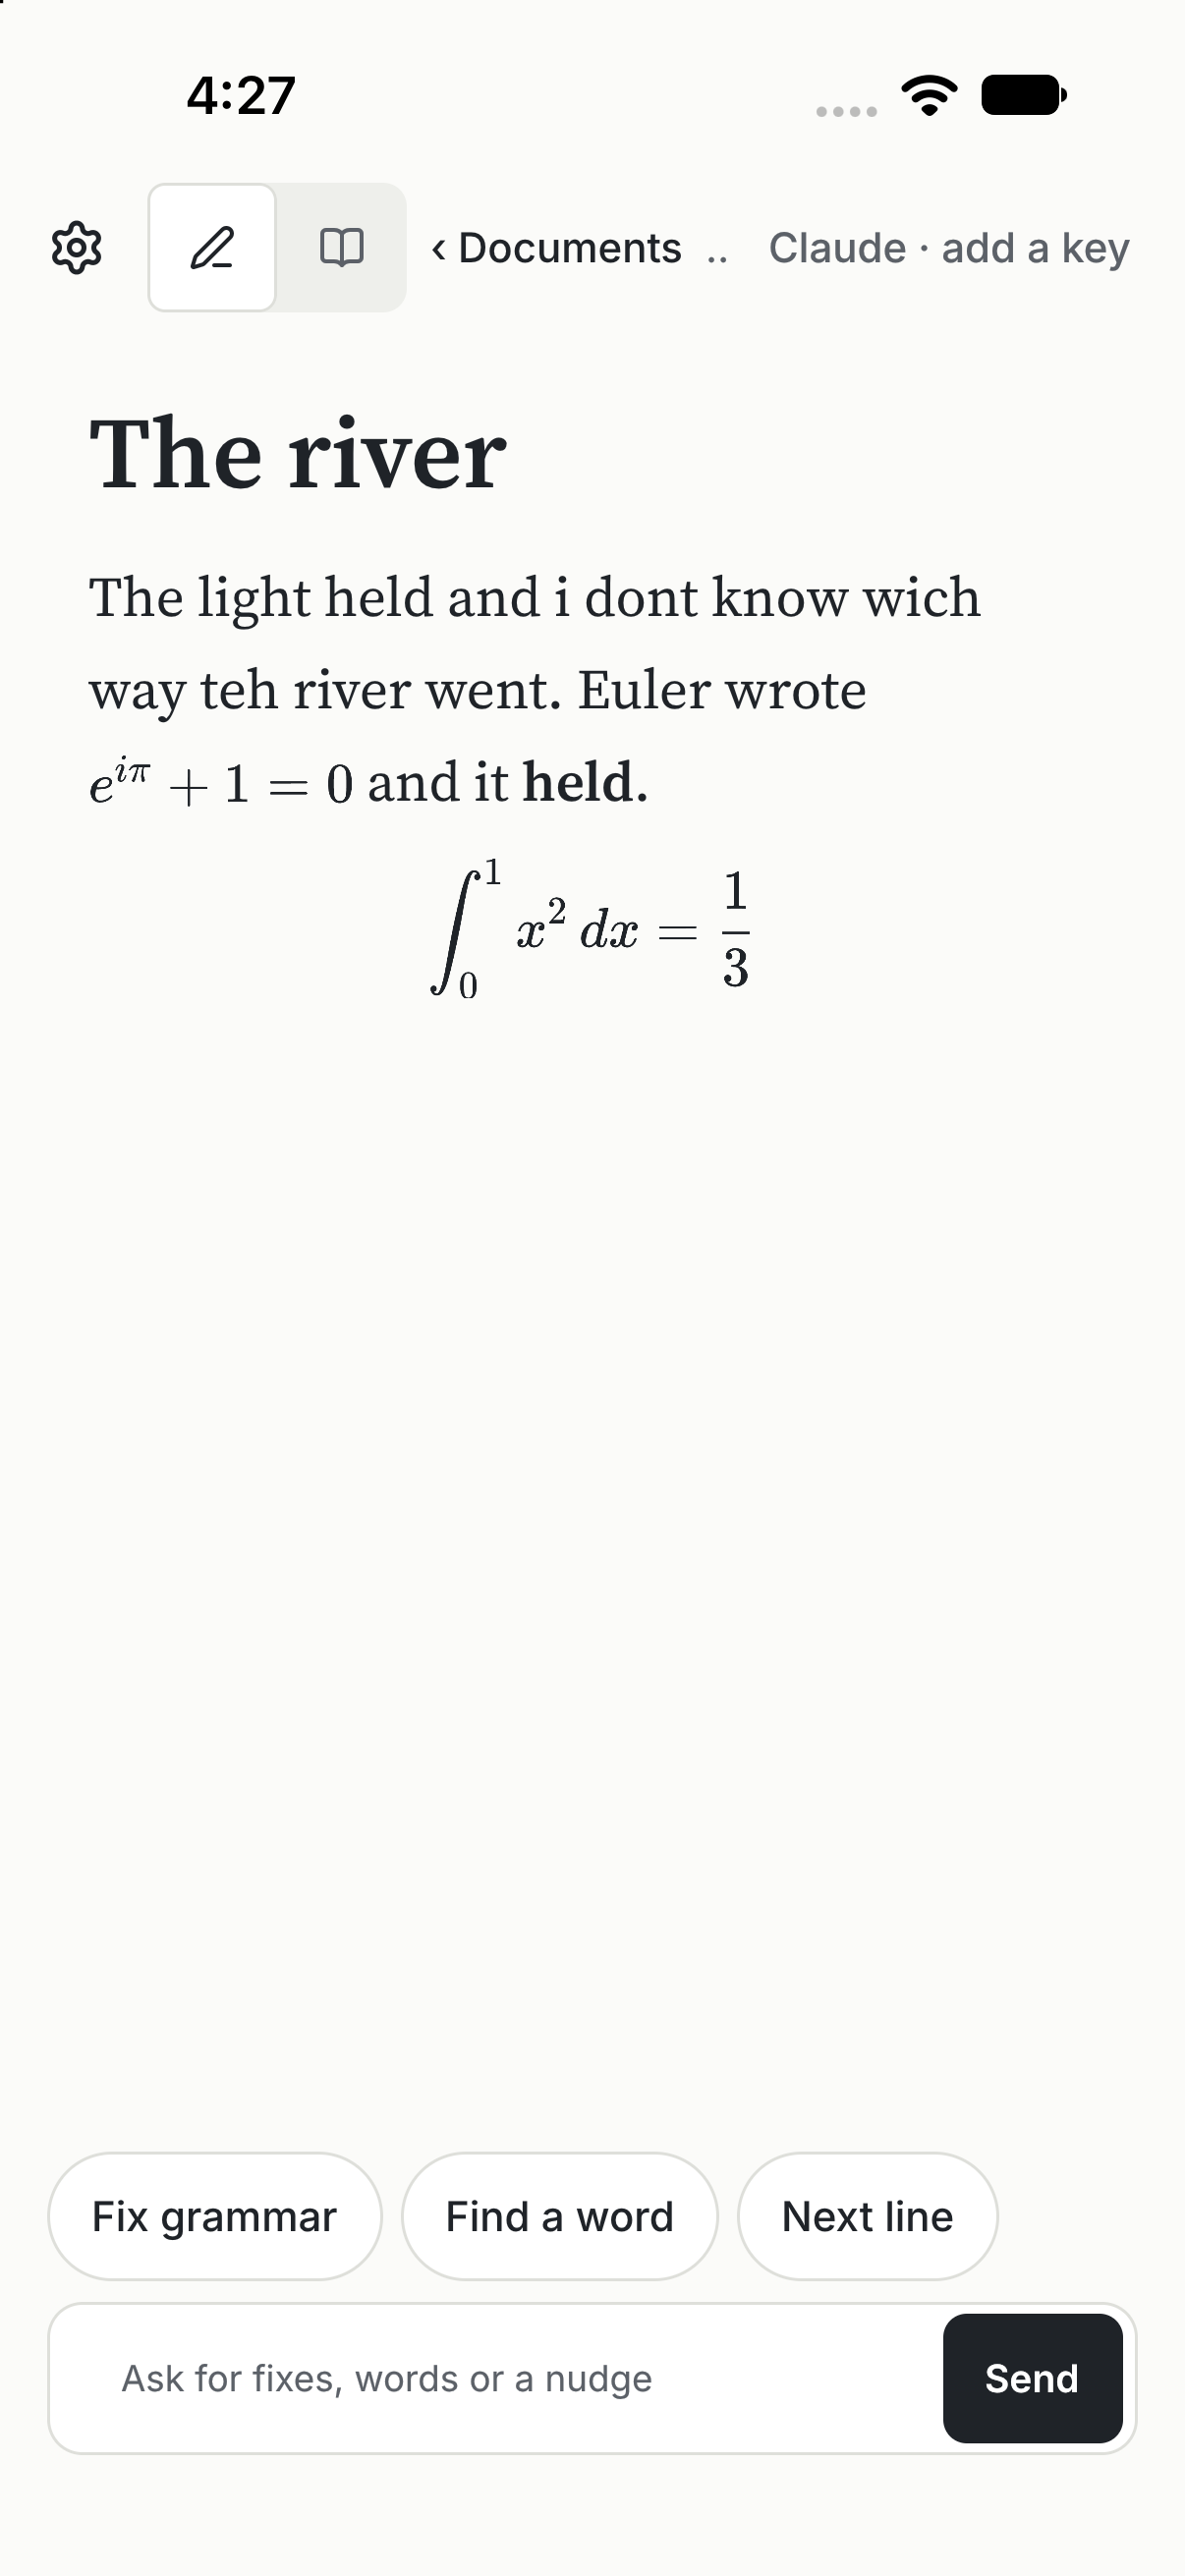 4:27
‹ Documents .. Claude · add a key
The river
The light held and i dont know wich
way teh river went. Euler wrote
e^{iπ} + 1 = 0 and it held.
∫_0^1 x^2 dx = 1/3
Fix grammar Find a word Next line
Ask for fixes, words or a nudge Send